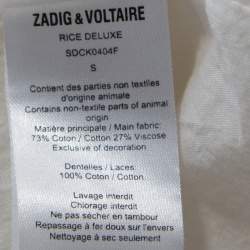 ZADIG & VOLTAIRE
RICE DELUXE
SDCK0404F
S
Contient des parties non textiles
d'origine animale
Contains non-textile parts of animal
origin
Matière principale / Main fabric:
73% Coton / Cotton 27% Viscose
Exclusive of decoration
Dentelles / Laces:
100% Coton / Cotton
Lavage interdit
Chlorage interdit
Ne pas sécher en tambour
Repassage à fer doux sur l'envers
Nettoyage à sec seulement